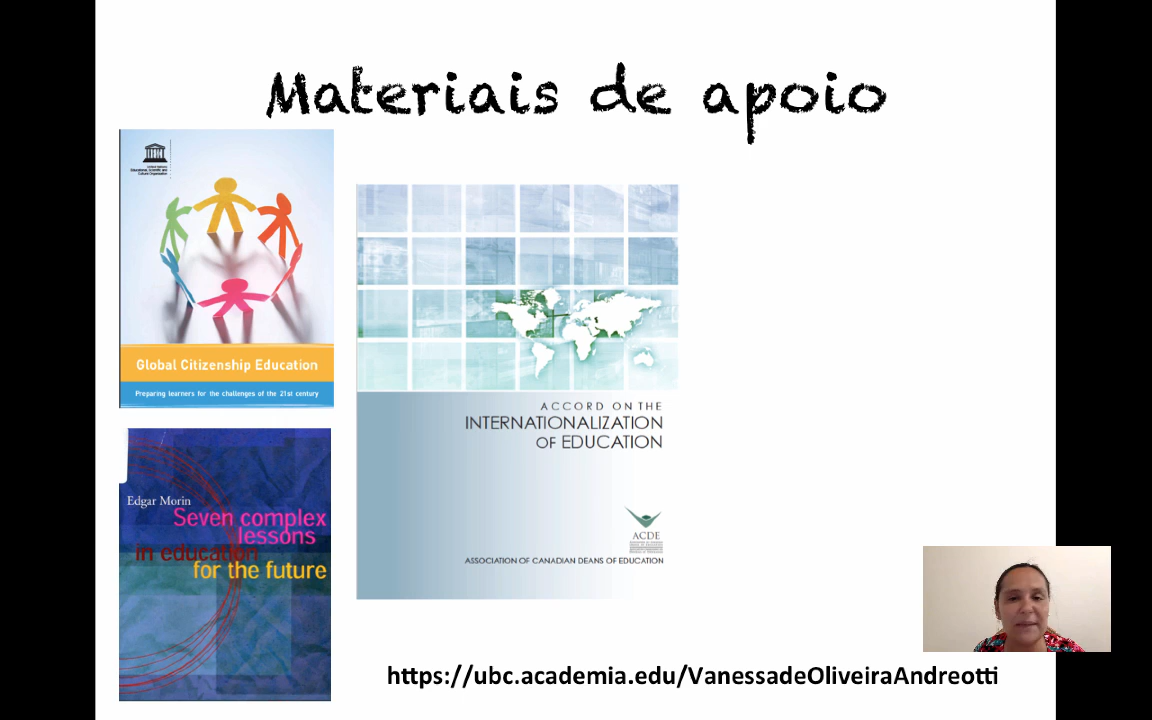 Materiais de apoio
Global Citizenship Education
Preparing learners for the challenges of the 21st century
Edgar Morin
Seven complex
lessons
in education
for the future
ACCORD ON THE
INTERNATIONALIZATION
OF EDUCATION
ACDE
ASSOCIATION OF CANADIAN DEANS OF EDUCATION
https://ubc.academia.edu/VanessadeOliveiraAndreotti